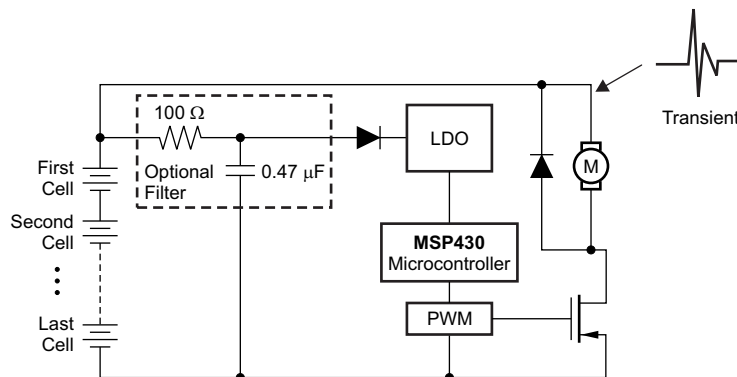 Transient
100 Ω
LDO
Optional
Filter
0.47 μF
M
First
Cell
Second
Cell
MSP430
Microcontroller
PWM
Last
Cell